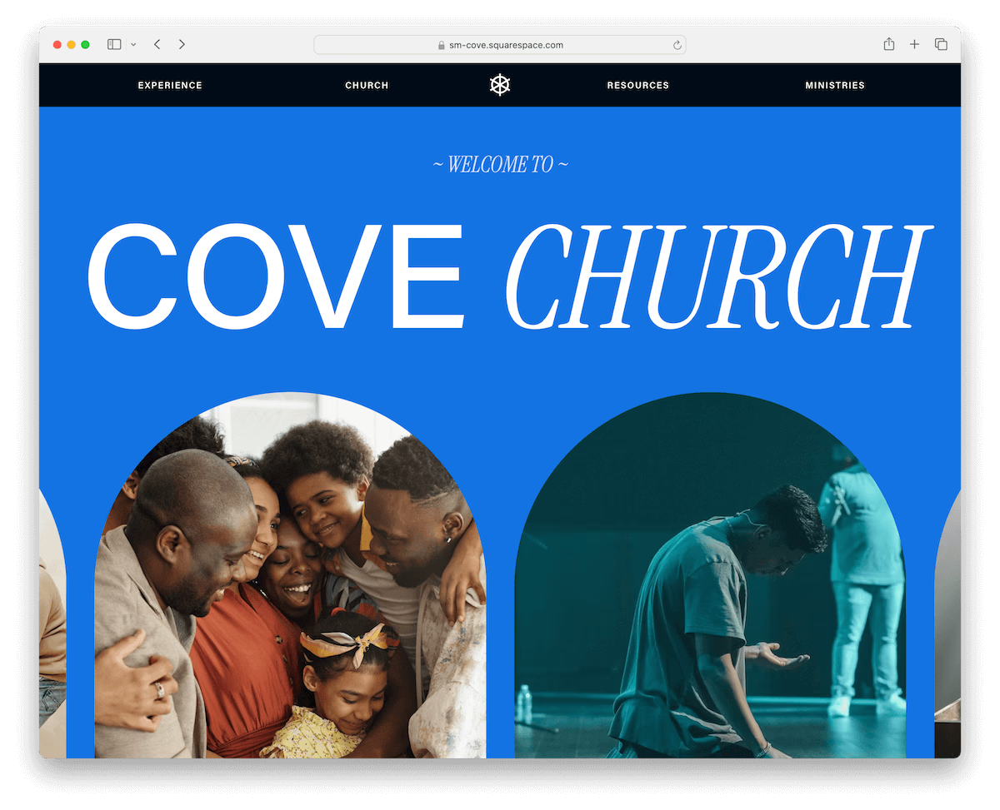 sm-cove.squarespace.com
EXPERIENCE CHURCH RESOURCES MINISTRIES
~ WELCOME TO ~
COVE CHURCH